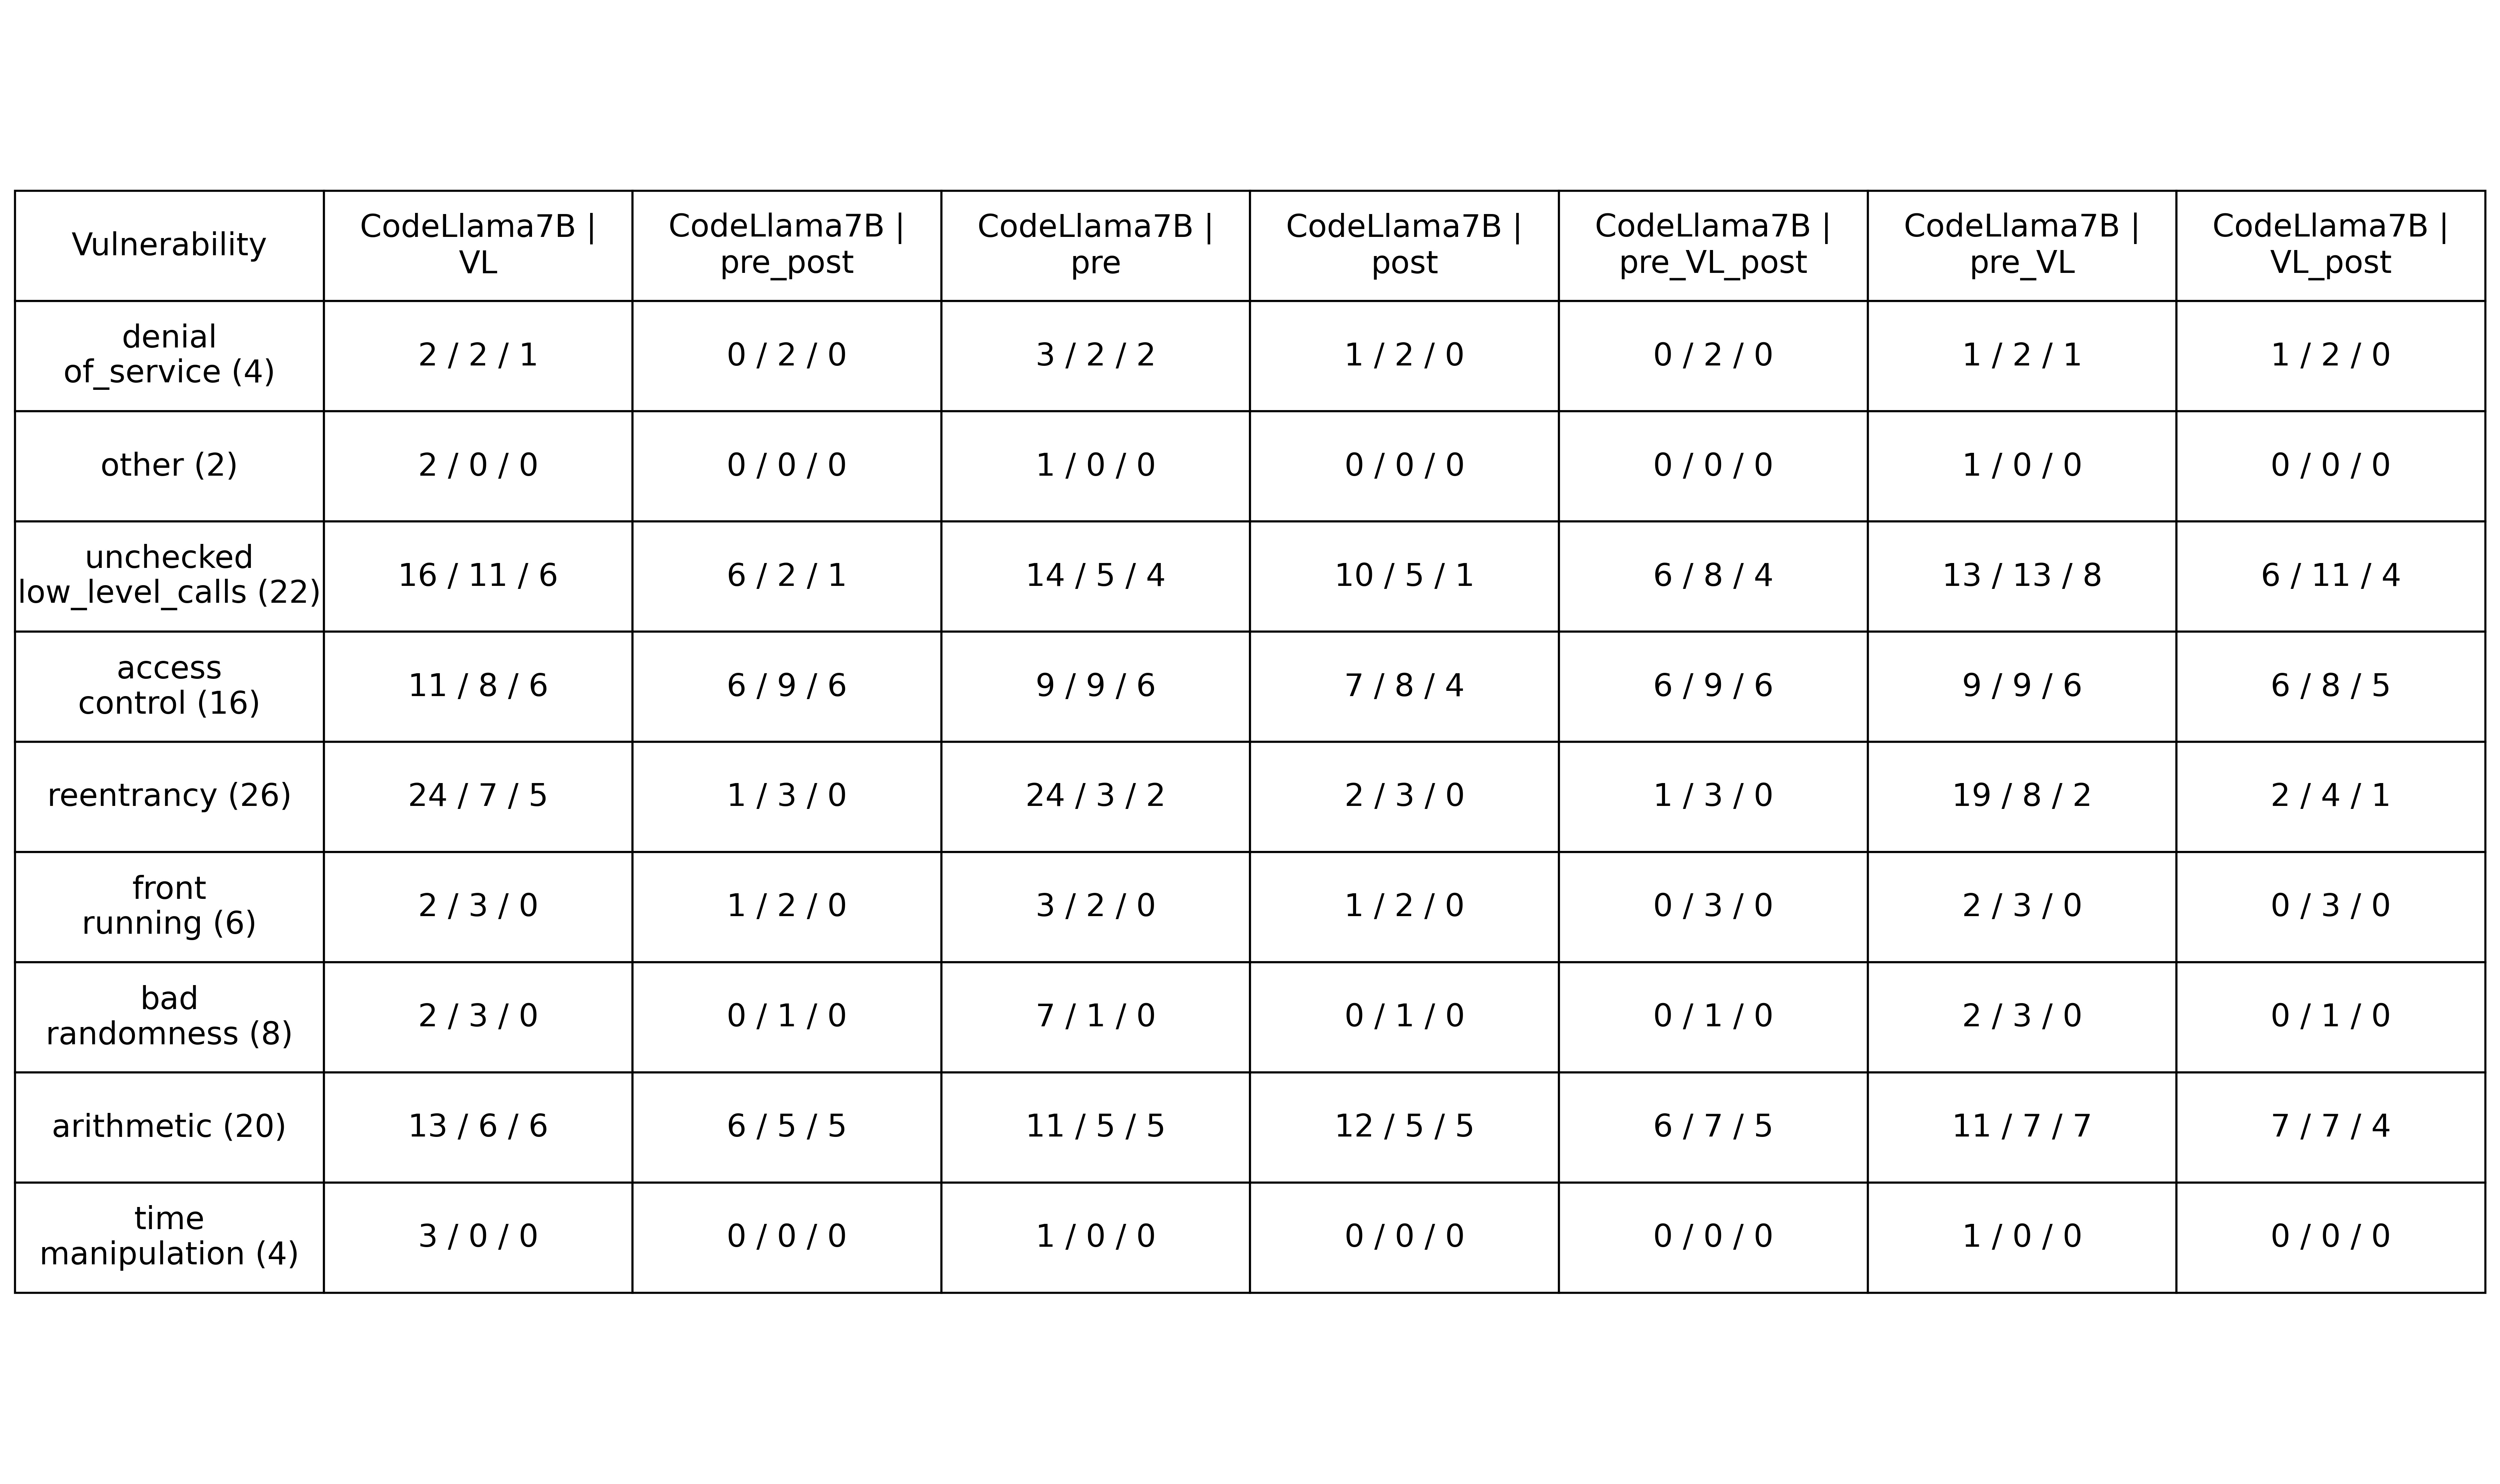 Vulnerability
CodeLlama7B |
VL
CodeLlama7B |
pre_post
CodeLlama7B |
pre
CodeLlama7B |
post
CodeLlama7B |
pre_VL_post
CodeLlama7B |
pre_VL
CodeLlama7B |
VL_post
denial
of_service (4)
2 / 2 / 1
0 / 2 / 0
3 / 2 / 2
1 / 2 / 0
0 / 2 / 0
1 / 2 / 1
1 / 2 / 0
other (2)
2 / 0 / 0
0 / 0 / 0
1 / 0 / 0
0 / 0 / 0
0 / 0 / 0
1 / 0 / 0
0 / 0 / 0
unchecked
low_level_calls (22)
16 / 11 / 6
6 / 2 / 1
14 / 5 / 4
10 / 5 / 1
6 / 8 / 4
13 / 13 / 8
6 / 11 / 4
access
control (16)
11 / 8 / 6
6 / 9 / 6
9 / 9 / 6
7 / 8 / 4
6 / 9 / 6
9 / 9 / 6
6 / 8 / 5
reentrancy (26)
24 / 7 / 5
1 / 3 / 0
24 / 3 / 2
2 / 3 / 0
1 / 3 / 0
19 / 8 / 2
2 / 4 / 1
front
running (6)
2 / 3 / 0
1 / 2 / 0
3 / 2 / 0
1 / 2 / 0
0 / 3 / 0
2 / 3 / 0
0 / 3 / 0
bad
randomness (8)
2 / 3 / 0
0 / 1 / 0
7 / 1 / 0
0 / 1 / 0
0 / 1 / 0
2 / 3 / 0
0 / 1 / 0
arithmetic (20)
13 / 6 / 6
6 / 5 / 5
11 / 5 / 5
12 / 5 / 5
6 / 7 / 5
11 / 7 / 7
7 / 7 / 4
time
manipulation (4)
3 / 0 / 0
0 / 0 / 0
1 / 0 / 0
0 / 0 / 0
0 / 0 / 0
1 / 0 / 0
0 / 0 / 0